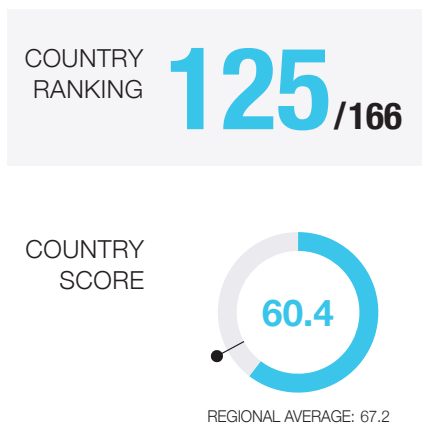 COUNTRY
RANKING
125/166
COUNTRY
SCORE
60.4
REGIONAL AVERAGE: 67.2